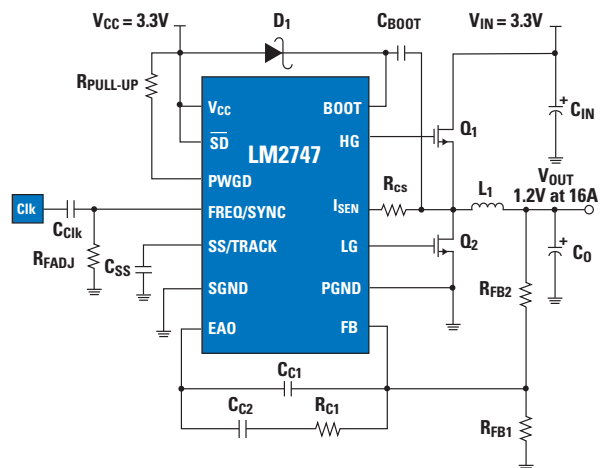 VCC = 3.3V
D1
CBOOT
VIN = 3.3V
RPULL-UP
VCC
BOOT
CIN
SD
HG
Q1
LM2747
PWGD
Rcs
L1
VOUT
1.2V at 16A
Clk
FREQ/SYNC
ISEN
CClk
Q2
RFADJ
CSS
SS/TRACK
LG
CO
SGND
PGND
RFB2
EAO
FB
CC1
CC2
RC1
RFB1